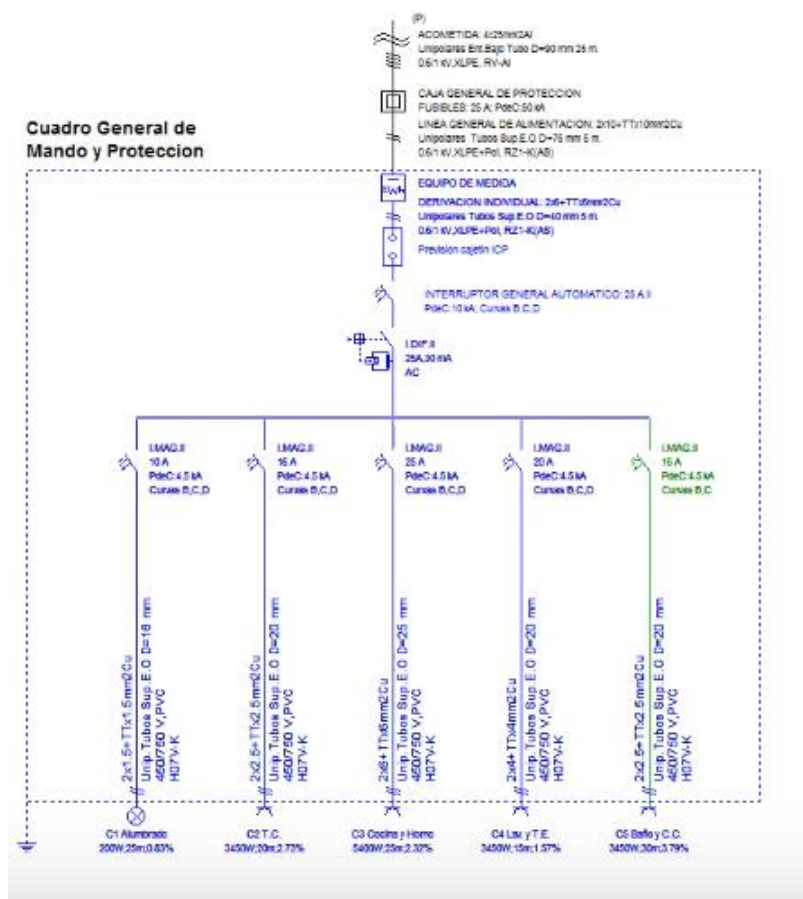 (P)
ACOMETIDA: 4x25mm2Al
Unipolares Ent.Bajo Tubo D=90 mm 25 m.
0.6/1 kV, XLPE, RV-Al
CAJA GENERAL DE PROTECCION
FUSIBLES: 25 A; PdeC:50 kA
LINEA GENERAL DE ALIMENTACION: 2x10+TTx10mm2Cu
Unipolares Tubos Sup.E.O D=75 mm 5 m.
0.6/1 kV, XLPE+Pol, RZ1-K(AS)
Cuadro General de
Mando y Proteccion
EQUIPO DE MEDIDA
kWh
DERIVACION INDIVIDUAL: 2x6+TTx6mm2Cu
Unipolares Tubos Sup.E.O D=40 mm 5 m.
0.6/1 kV, XLPE+Pol, RZ1-K(AS)
Prevision cajetin ICP
INTERRUPTOR GENERAL AUTOMATICO: 25 A.II
PdeC:10 kA; Curvas B,C,D
I.DIF.II
25A,30 mA
AC
I.MAG.II
10 A
PdeC:4.5 kA
Curvas B,C,D
I.MAG.II
16 A
PdeC:4.5 kA
Curvas B,C,D
I.MAG.II
25 A
PdeC:4.5 kA
Curvas B,C,D
I.MAG.II
20 A
PdeC:4.5 kA
Curvas B,C,D
I.MAG.II
16 A
PdeC:4.5 kA
Curvas B,C
2x1.5+TTx1.5mm2Cu
Unip.Tubos Sup.E.O D=16 mm
450/750 V,PVC
H07V-K
2x2.5+TTx2.5mm2Cu
Unip.Tubos Sup.E.O D=20 mm
450/750 V,PVC
H07V-K
2x6+TTx6mm2Cu
Unip.Tubos Sup.E.O D=25 mm
450/750 V,PVC
H07V-K
2x4+TTx4mm2Cu
Unip.Tubos Sup.E.O D=20 mm
450/750 V,PVC
H07V-K
2x2.5+TTx2.5mm2Cu
Unip.Tubos Sup.E.O D=20 mm
450/750 V,PVC
H07V-K
C1 Alumbrado
200W;25m;0.83%
C2 T.C.
3450W;20m;2.73%
C3 Cocina y Horno
5400W;25m;2.32%
C4 Lav. y T.E.
3450W;15m;1.57%
C5 Baño y C.C.
3450W;30m;3.79%